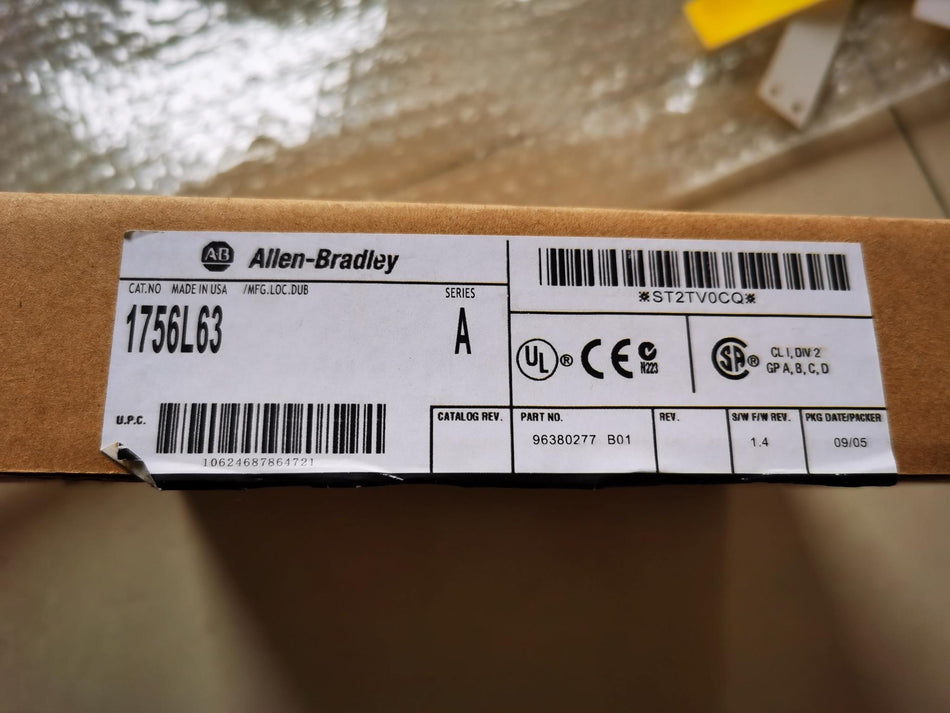 AB Allen-Bradley
CAT.NO MADE IN USA /MFG.LOC.DUB
SERIES
1756L63
A
U.P.C.
10624687864721
※ST2TV0CQ※
UL ® CE N223
SA ® CL I, DIV 2
GP A, B, C, D
CATALOG REV.
PART NO.
96380277 B01
REV.
S/W F/W REV.
1.4
PKG DATE/PACKER
09/05